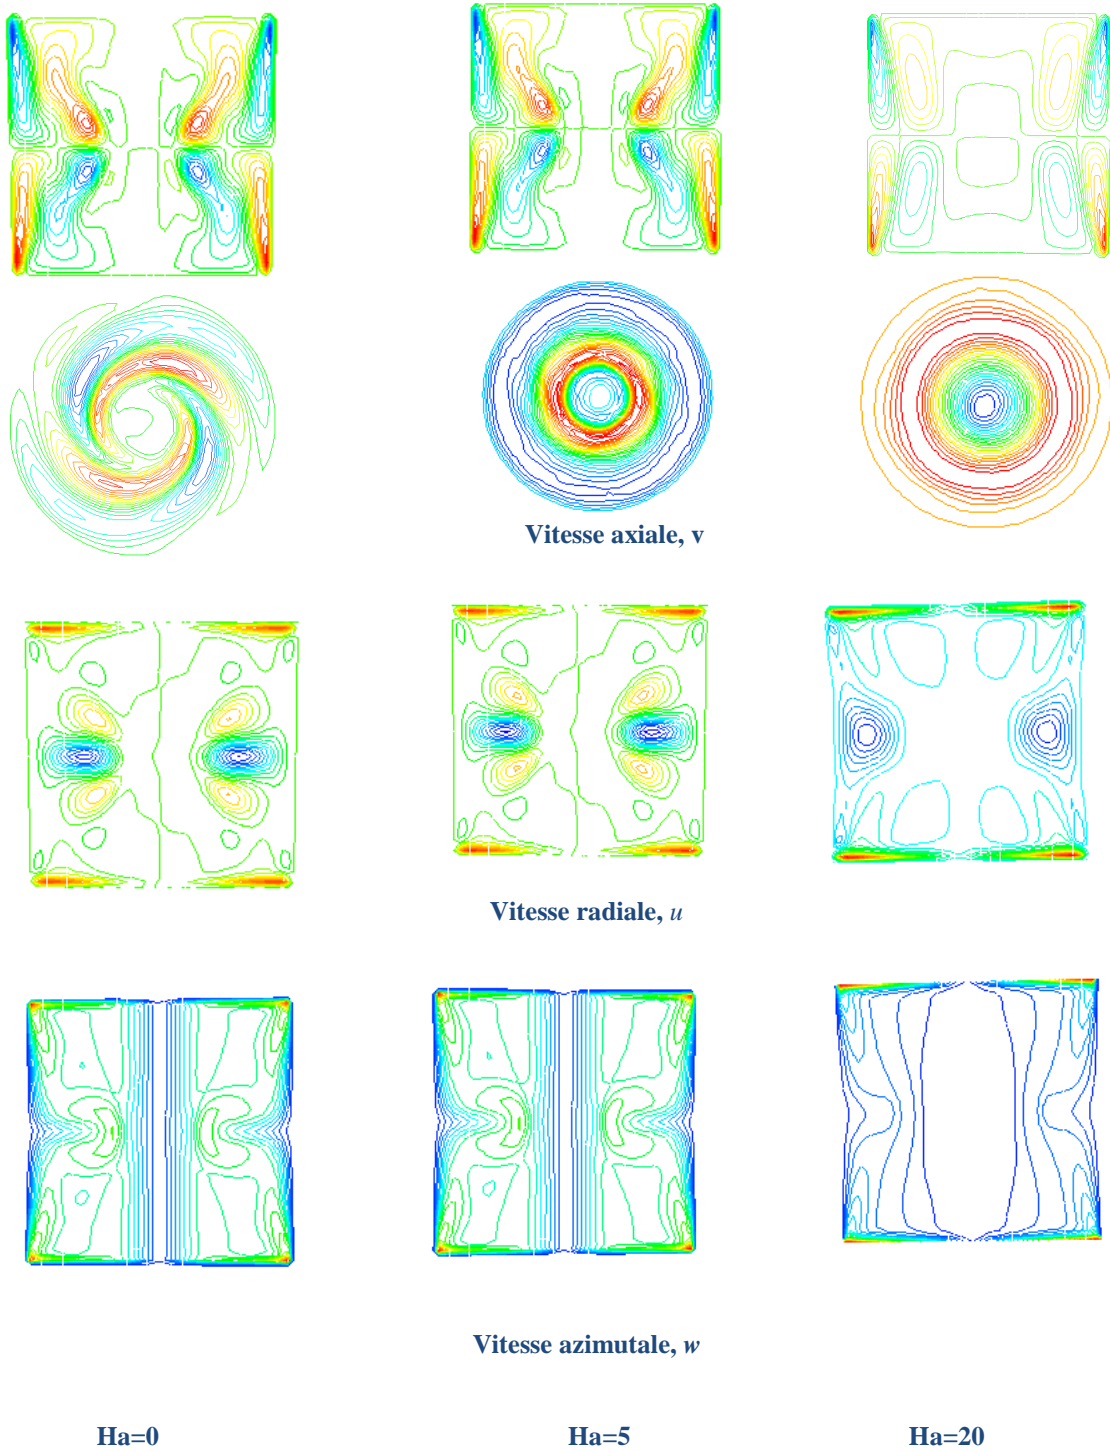 Vitesse axiale, v
Vitesse radiale, u
Vitesse azimutale, w
Ha=0 Ha=5 Ha=20